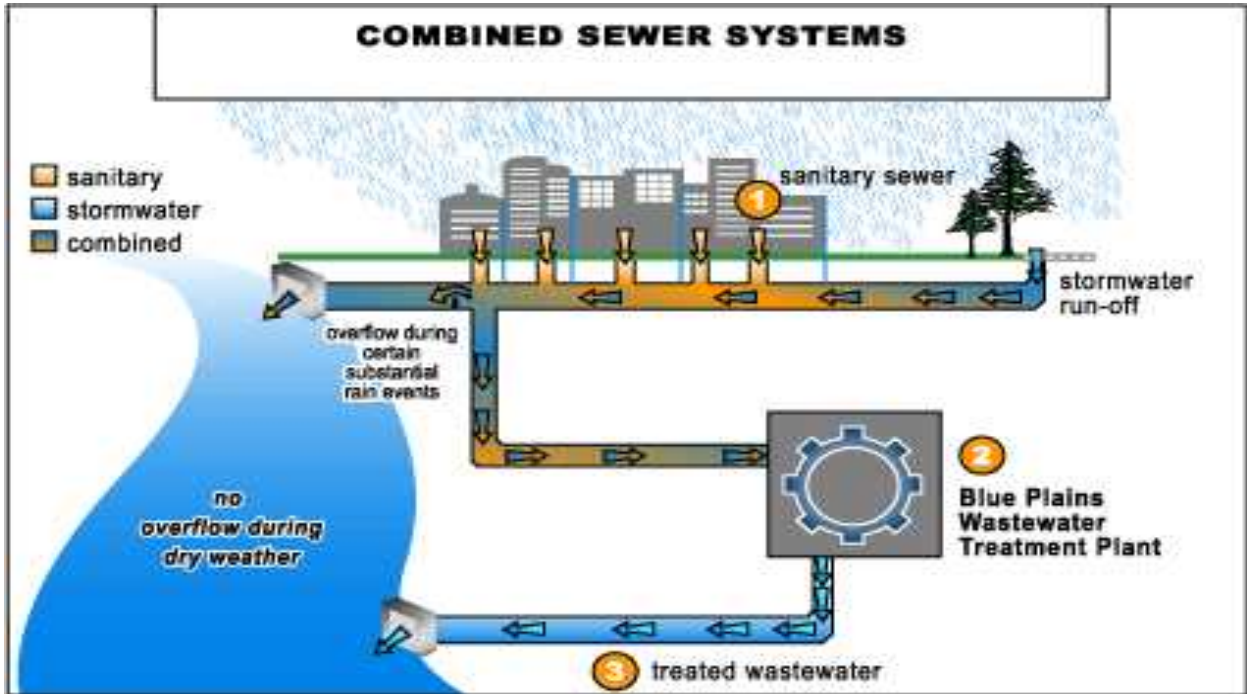 COMBINED SEWER SYSTEMS
sanitary
stormwater
combined
1
sanitary sewer
stormwater
run-off
overflow during
certain
substantial
rain events
no
overflow during
dry weather
2
Blue Plains
Wastewater
Treatment Plant
3
treated wastewater